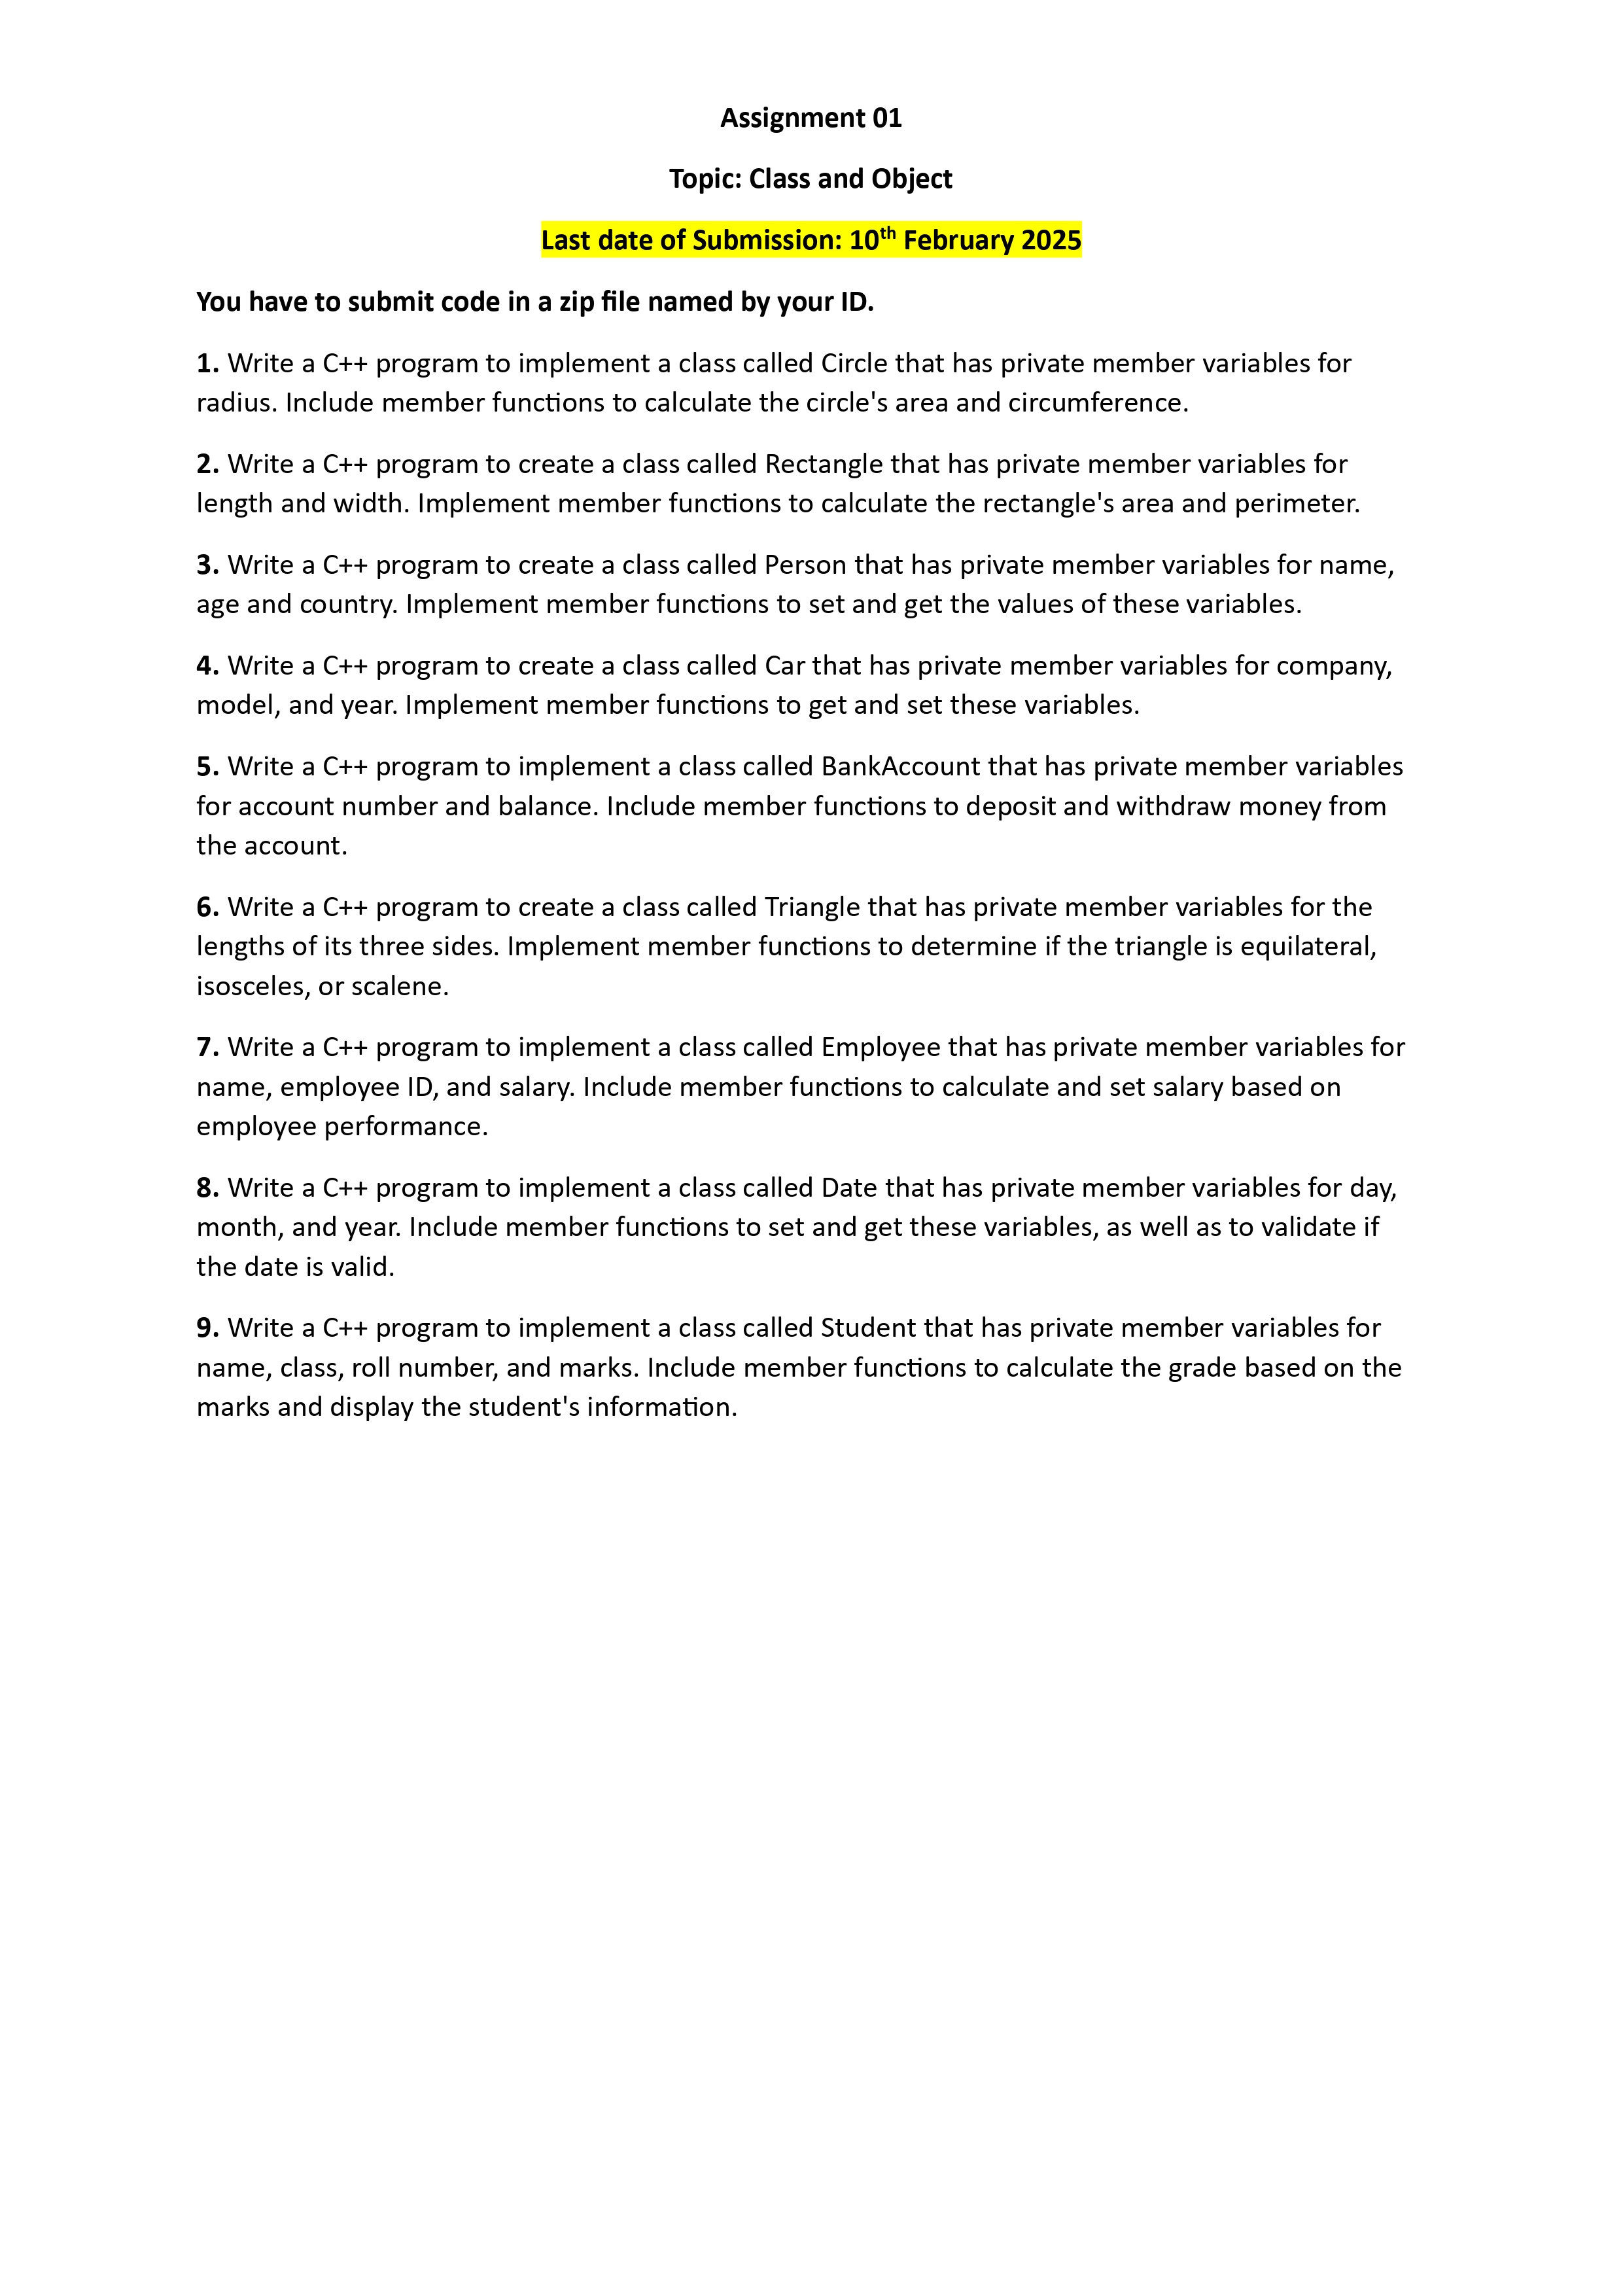 Assignment 01
Topic: Class and Object
Last date of Submission: 10th February 2025
You have to submit code in a zip file named by your ID.
1. Write a C++ program to implement a class called Circle that has private member variables for
radius. Include member functions to calculate the circle's area and circumference.
2. Write a C++ program to create a class called Rectangle that has private member variables for
length and width. Implement member functions to calculate the rectangle's area and perimeter.
3. Write a C++ program to create a class called Person that has private member variables for name,
age and country. Implement member functions to set and get the values of these variables.
4. Write a C++ program to create a class called Car that has private member variables for company,
model, and year. Implement member functions to get and set these variables.
5. Write a C++ program to implement a class called BankAccount that has private member variables
for account number and balance. Include member functions to deposit and withdraw money from
the account.
6. Write a C++ program to create a class called Triangle that has private member variables for the
lengths of its three sides. Implement member functions to determine if the triangle is equilateral,
isosceles, or scalene.
7. Write a C++ program to implement a class called Employee that has private member variables for
name, employee ID, and salary. Include member functions to calculate and set salary based on
employee performance.
8. Write a C++ program to implement a class called Date that has private member variables for day,
month, and year. Include member functions to set and get these variables, as well as to validate if
the date is valid.
9. Write a C++ program to implement a class called Student that has private member variables for
name, class, roll number, and marks. Include member functions to calculate the grade based on the
marks and display the student's information.